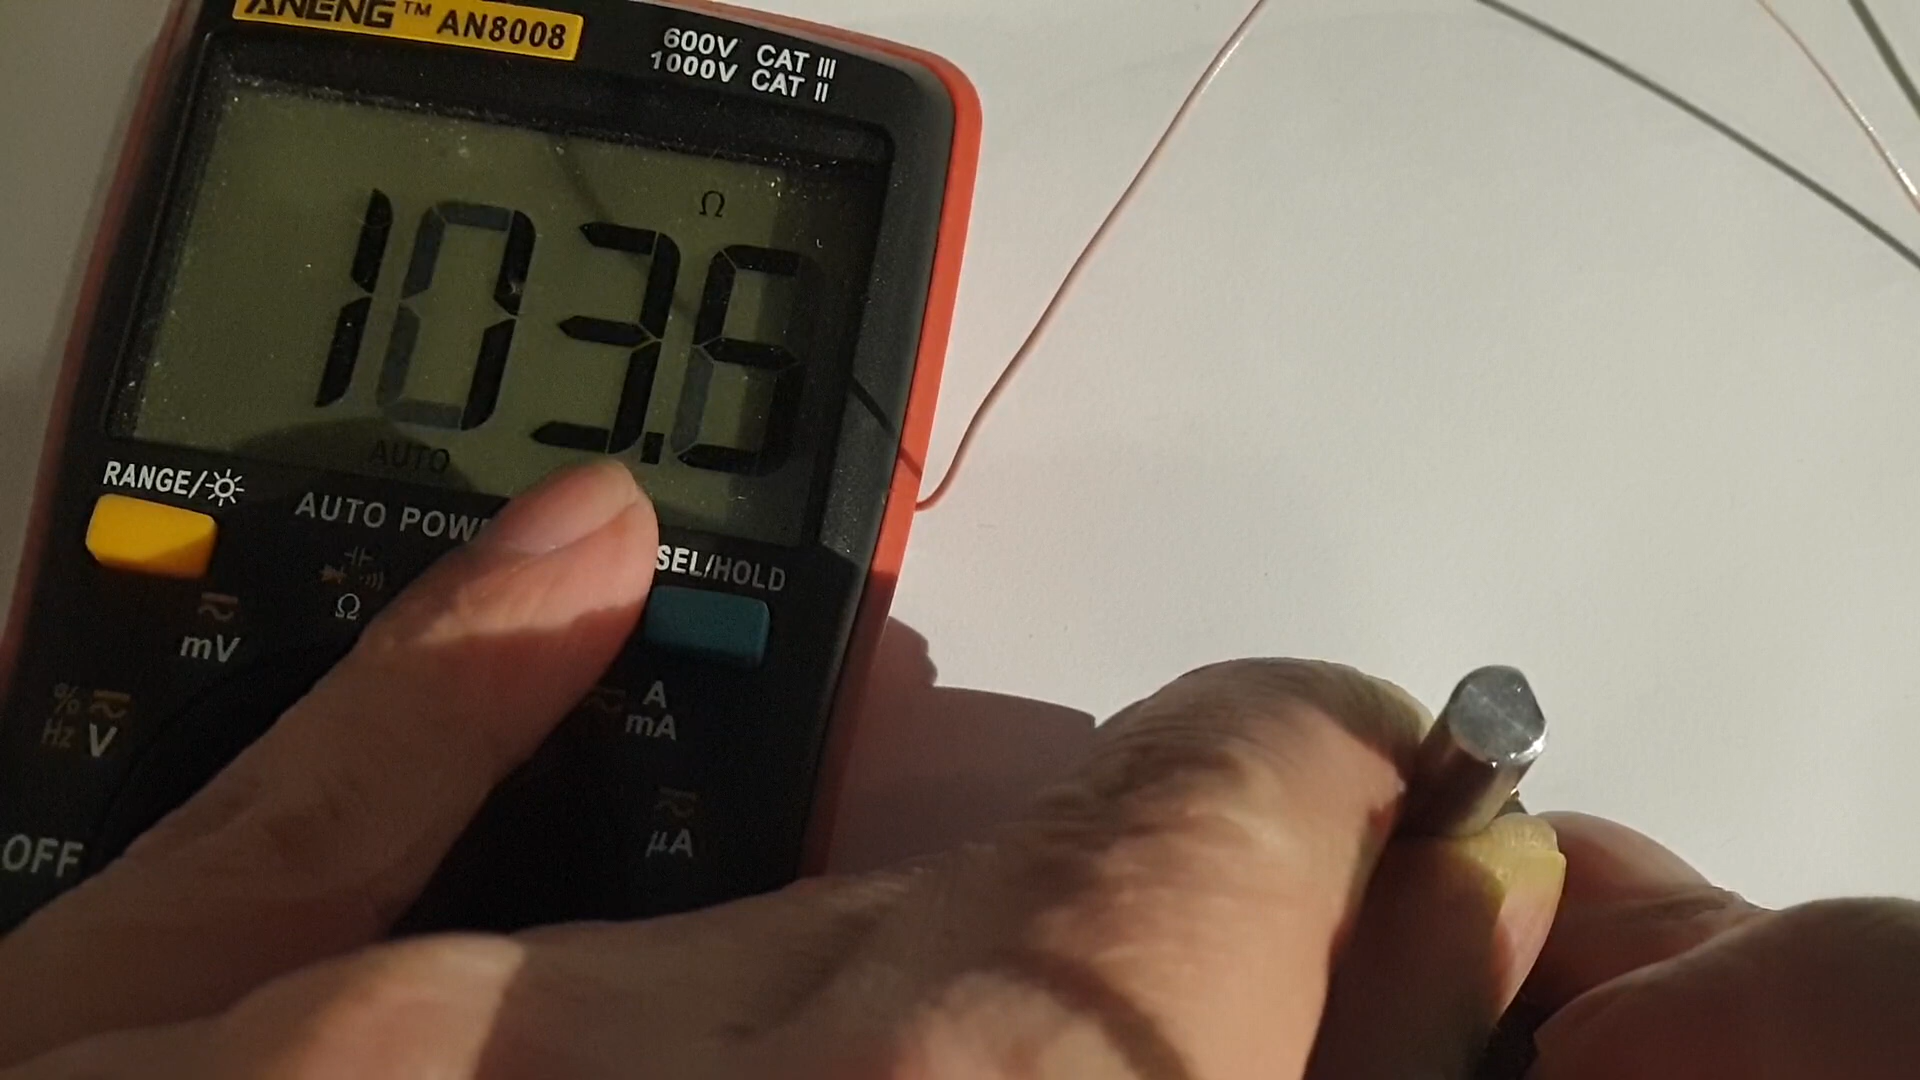 ANENG™ AN8008
600V CAT III
1000V CAT II
Ω
103.6
AUTO
RANGE/
AUTO POW
SEL/HOLD
Ω
mV
% Hz V
A
mA
μA
OFF